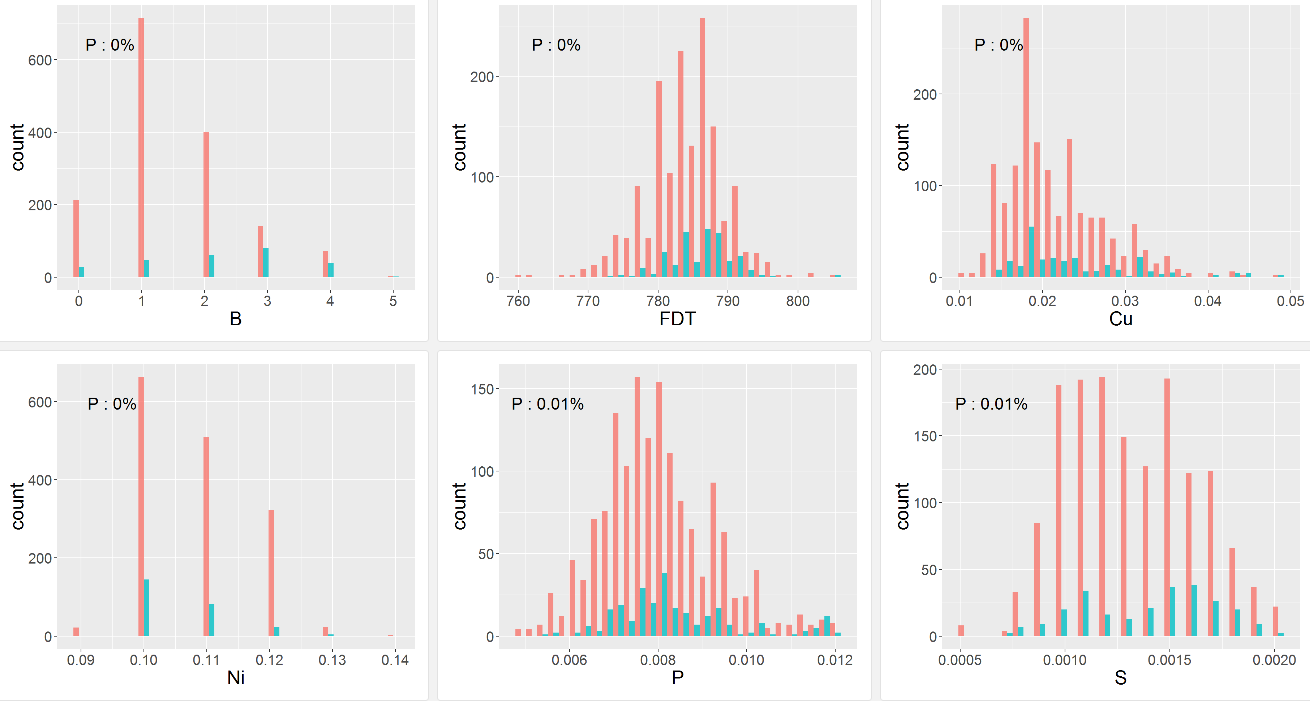 P : 0%
count
600
400
200
0
0 1 2 3 4 5
B
P : 0%
count
200
100
0
760 770 780 790 800
FDT
P : 0%
count
200
100
0
0.01 0.02 0.03 0.04 0.05
Cu
P : 0%
count
600
400
200
0
0.09 0.10 0.11 0.12 0.13 0.14
Ni
P : 0.01%
count
150
100
50
0
0.006 0.008 0.010 0.012
P
P : 0.01%
count
200
150
100
50
0
0.0005 0.0010 0.0015 0.0020
S